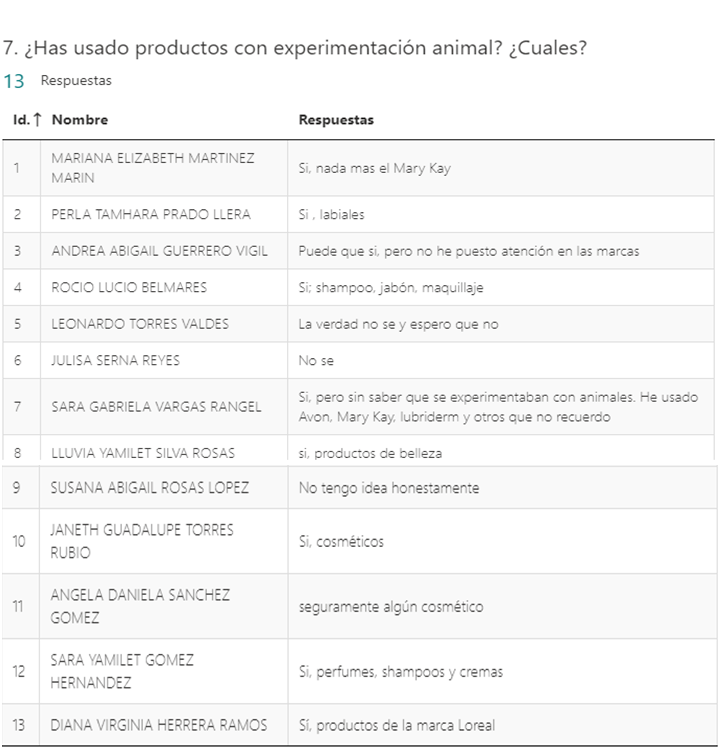 7. ¿Has usado productos con experimentación animal? ¿Cuales?
13 Respuestas
Id.↑ Nombre Respuestas
1 MARIANA ELIZABETH MARTINEZ
MARIN Si, nada mas el Mary Kay
2 PERLA TAMHARA PRADO LLERA Si , labiales
3 ANDREA ABIGAIL GUERRERO VIGIL Puede que si, pero no he puesto atención en las marcas
4 ROCIO LUCIO BELMARES Si; shampoo, jabón, maquillaje
5 LEONARDO TORRES VALDES La verdad no se y espero que no
6 JULISA SERNA REYES No se
7 SARA GABRIELA VARGAS RANGEL Si, pero sin saber que se experimentaban con animales. He usado
Avon, Mary Kay, lubriderm y otros que no recuerdo
8 LLUVIA YAMILET SILVA ROSAS si, productos de belleza
9 SUSANA ABIGAIL ROSAS LOPEZ No tengo idea honestamente
10 JANETH GUADALUPE TORRES
RUBIO Si, cosméticos
11 ANGELA DANIELA SANCHEZ
GOMEZ seguramente algún cosmético
12 SARA YAMILET GOMEZ
HERNANDEZ Si, perfumes, shampoos y cremas
13 DIANA VIRGINIA HERRERA RAMOS Sí, productos de la marca Loreal